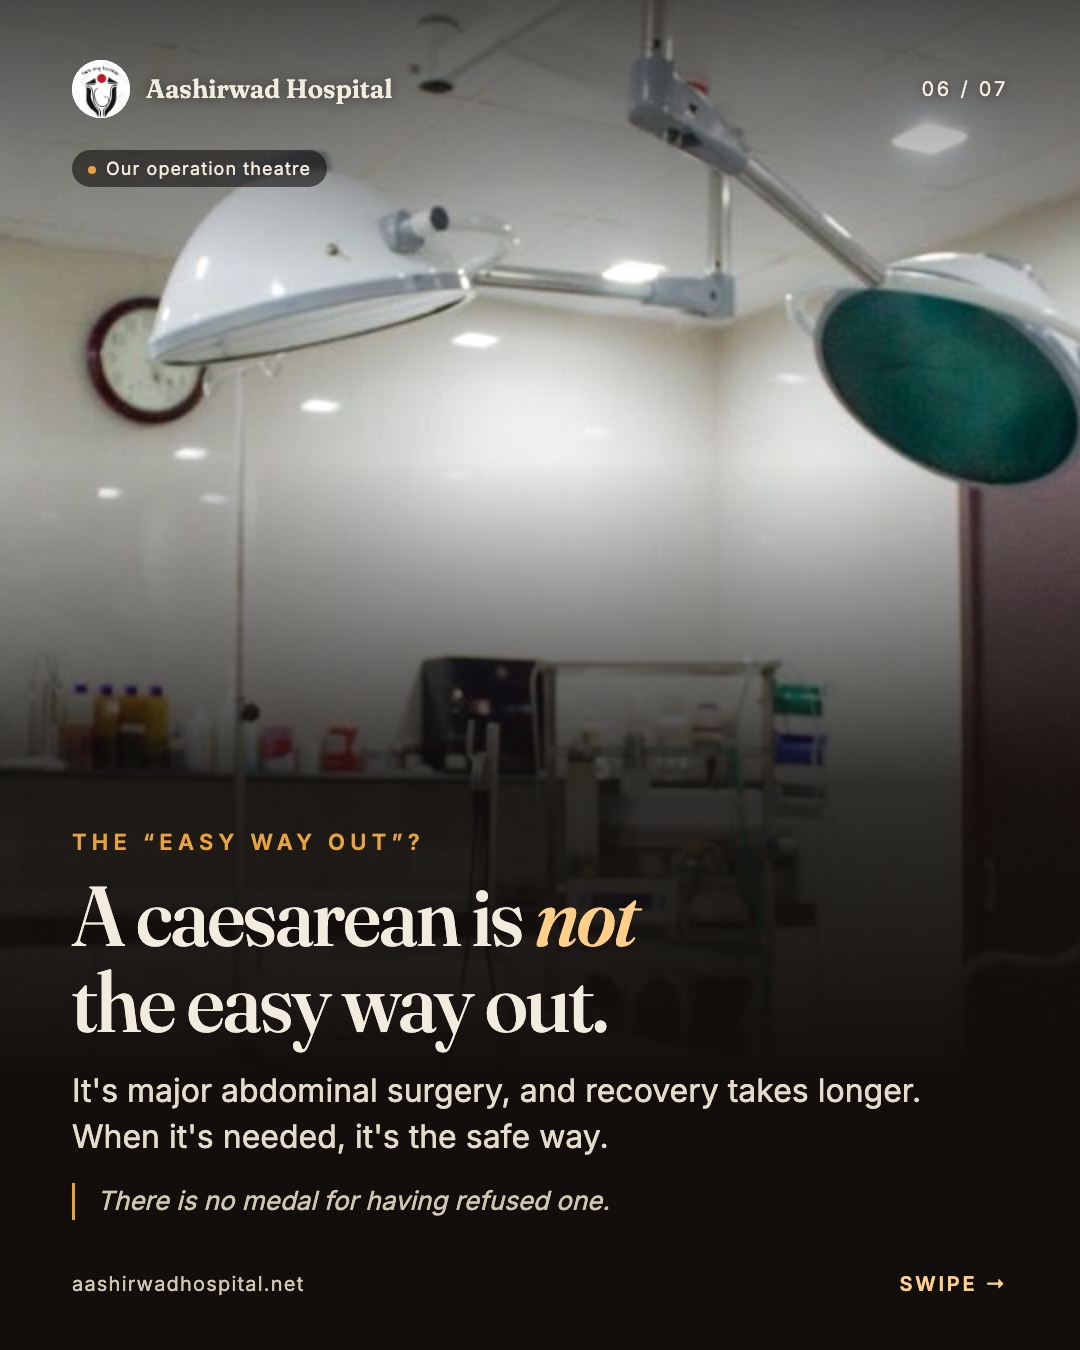 Aashirwad Hospital
06 / 07
Our operation theatre
THE “EASY WAY OUT”?
A caesarean is not
the easy way out.
It's major abdominal surgery, and recovery takes longer.
When it's needed, it's the safe way.
There is no medal for having refused one.
aashirwadhospital.net
SWIPE →